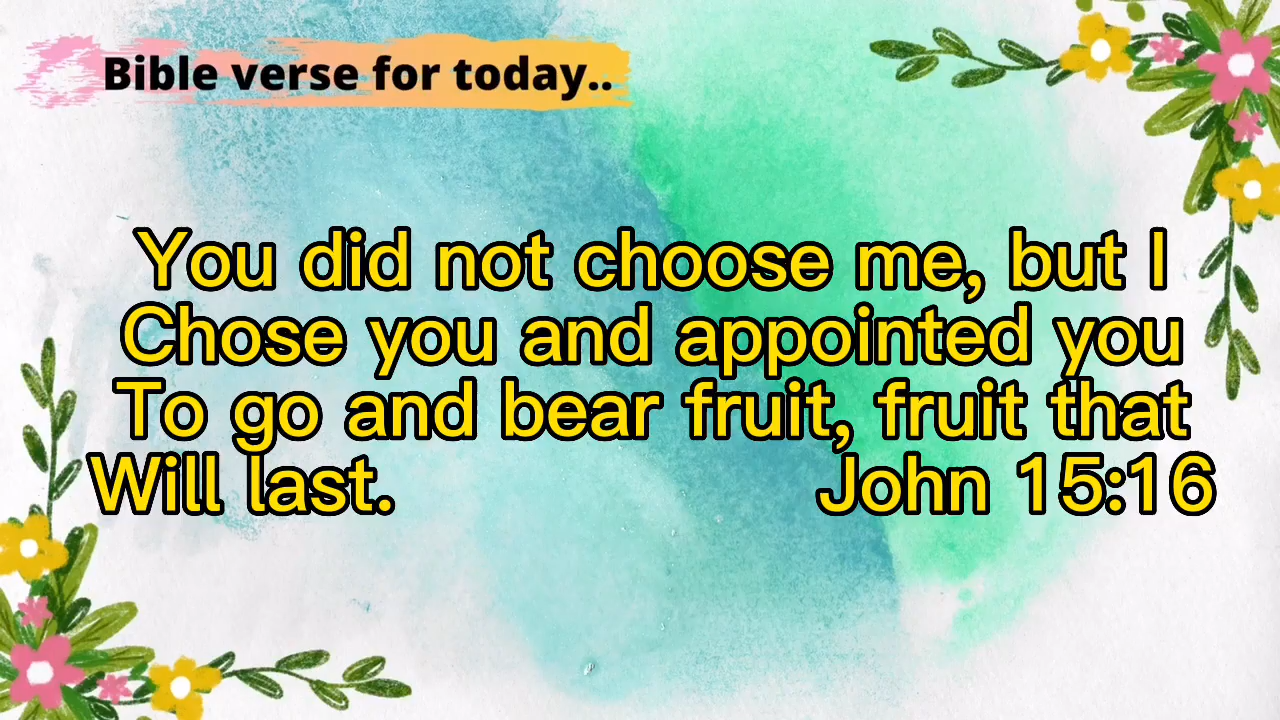 Bible verse for today..
You did not choose me, but I
Chose you and appointed you
To go and bear fruit, fruit that
Will last. John 15:16